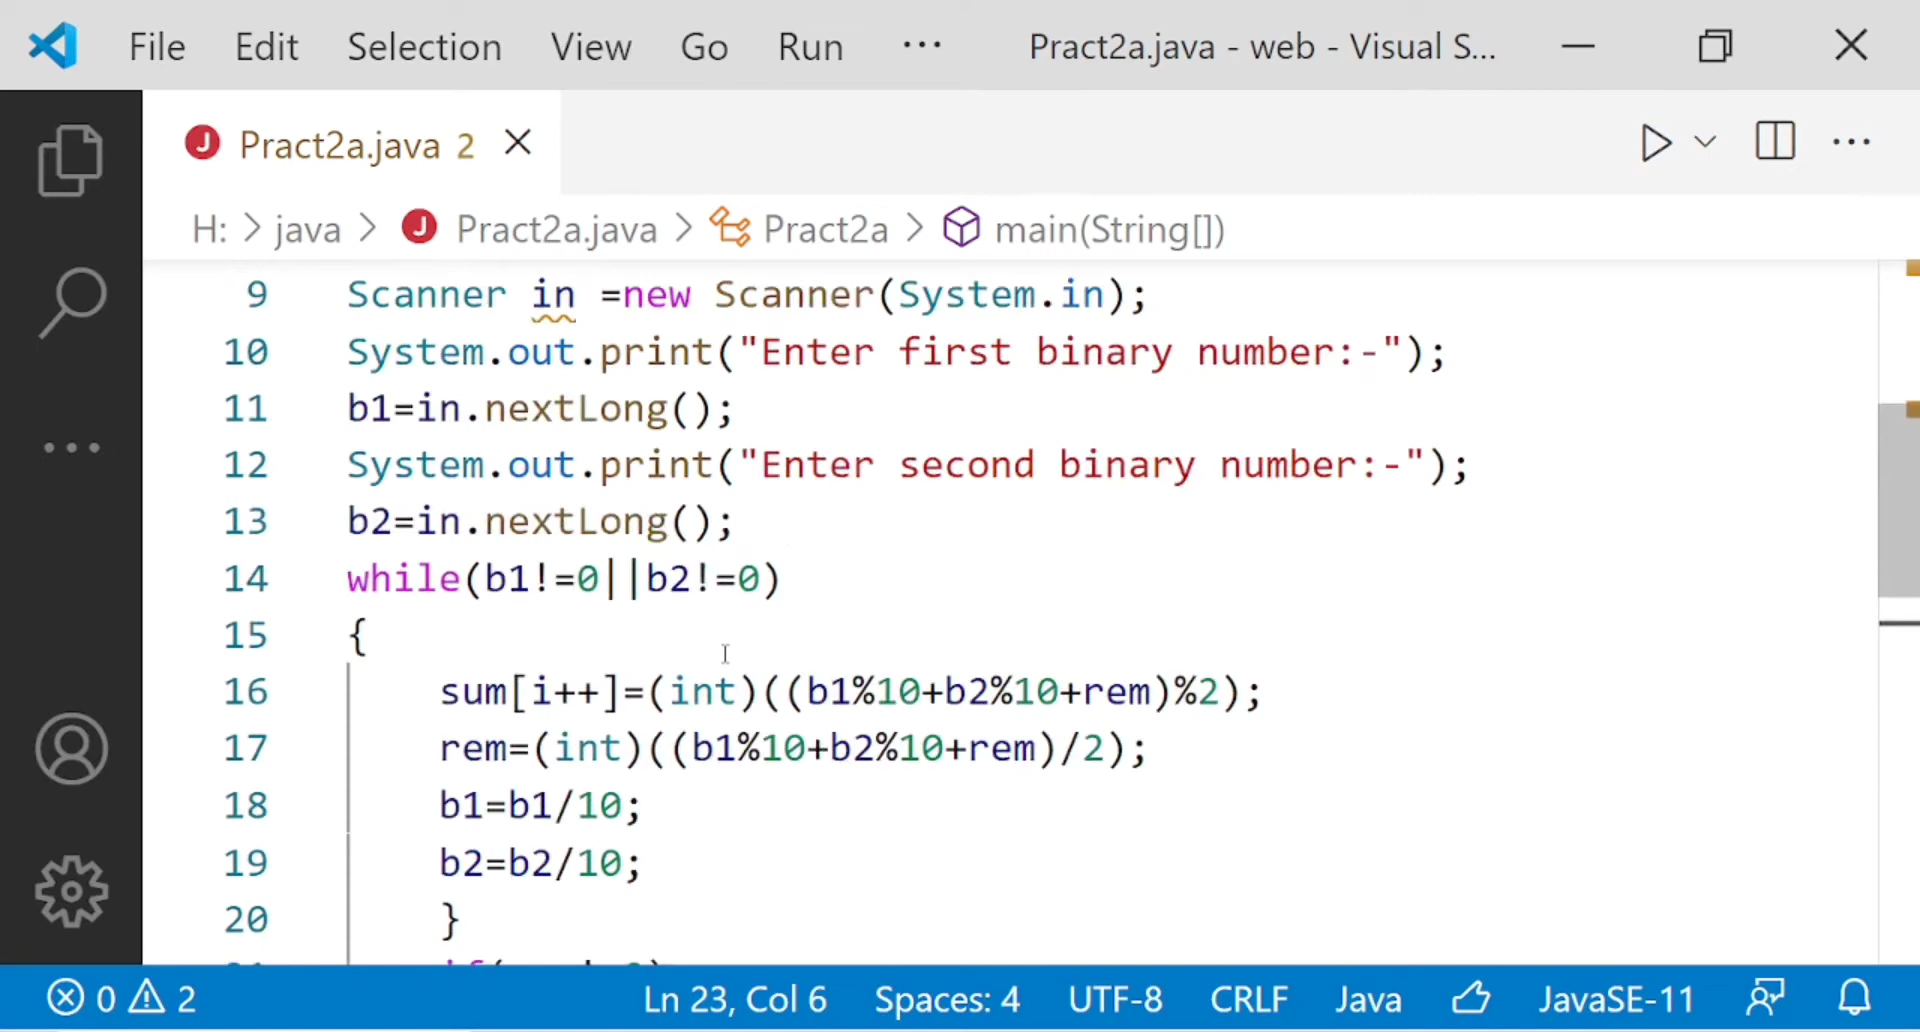 File Edit Selection View Go Run ··· Pract2a.java - web - Visual S...
J Pract2a.java 2
H: > java > J Pract2a.java > Pract2a > main(String[])
9 Scanner in =new Scanner(System.in);
10 System.out.print("Enter first binary number:-");
11 b1=in.nextLong();
12 System.out.print("Enter second binary number:-");
13 b2=in.nextLong();
14 while(b1!=0||b2!=0)
15 {
16 sum[i++]=(int)((b1%10+b2%10+rem)%2);
17 rem=(int)((b1%10+b2%10+rem)/2);
18 b1=b1/10;
19 b2=b2/10;
20 }
0 2 Ln 23, Col 6 Spaces: 4 UTF-8 CRLF Java JavaSE-11